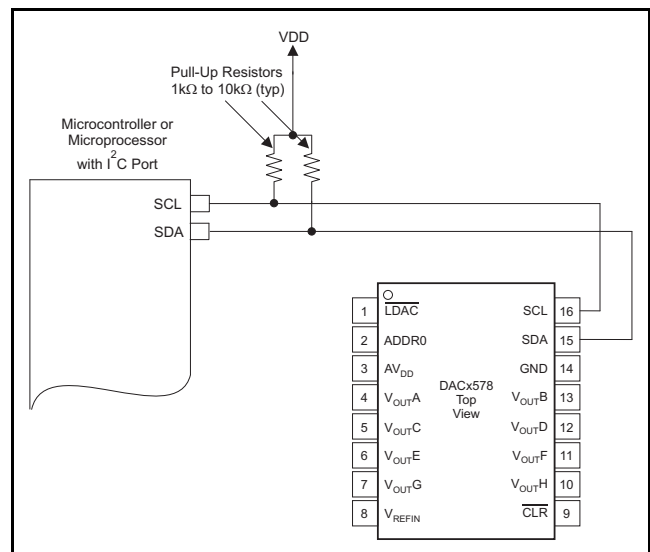 VDD
Pull-Up Resistors
1kΩ to 10kΩ (typ)
Microcontroller or
Microprocessor
with I²C Port
SCL
SDA
1 LDAC SCL 16
2 ADDR0 SDA 15
3 AVDD GND 14
DACx578
Top
View
4 VOUTA VOUTB 13
5 VOUTC VOUTD 12
6 VOUTE VOUTF 11
7 VOUTG VOUTH 10
8 VREFIN CLR 9